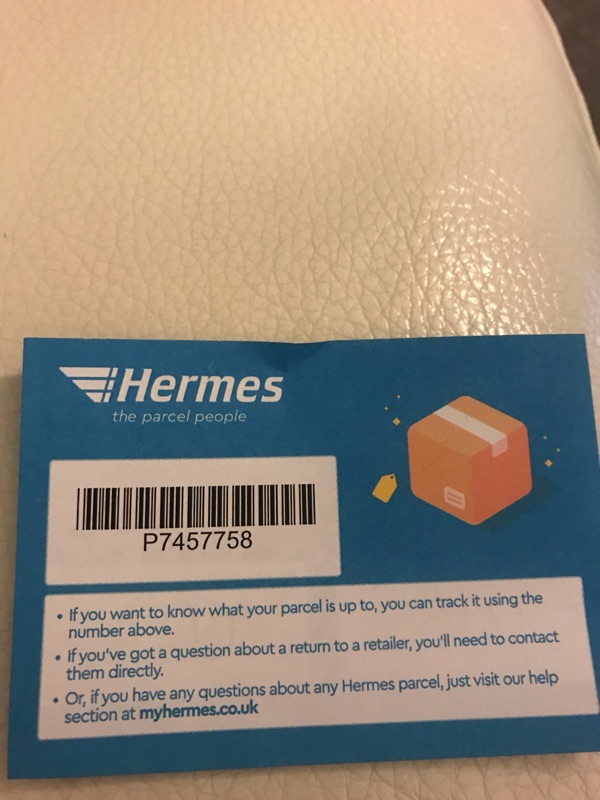 Hermes
the parcel people
P7457758
• If you want to know what your parcel is up to, you can track it using the
number above.
• If you've got a question about a return to a retailer, you'll need to contact
them directly.
• Or, if you have any questions about any Hermes parcel, just visit our help
section at myhermes.co.uk